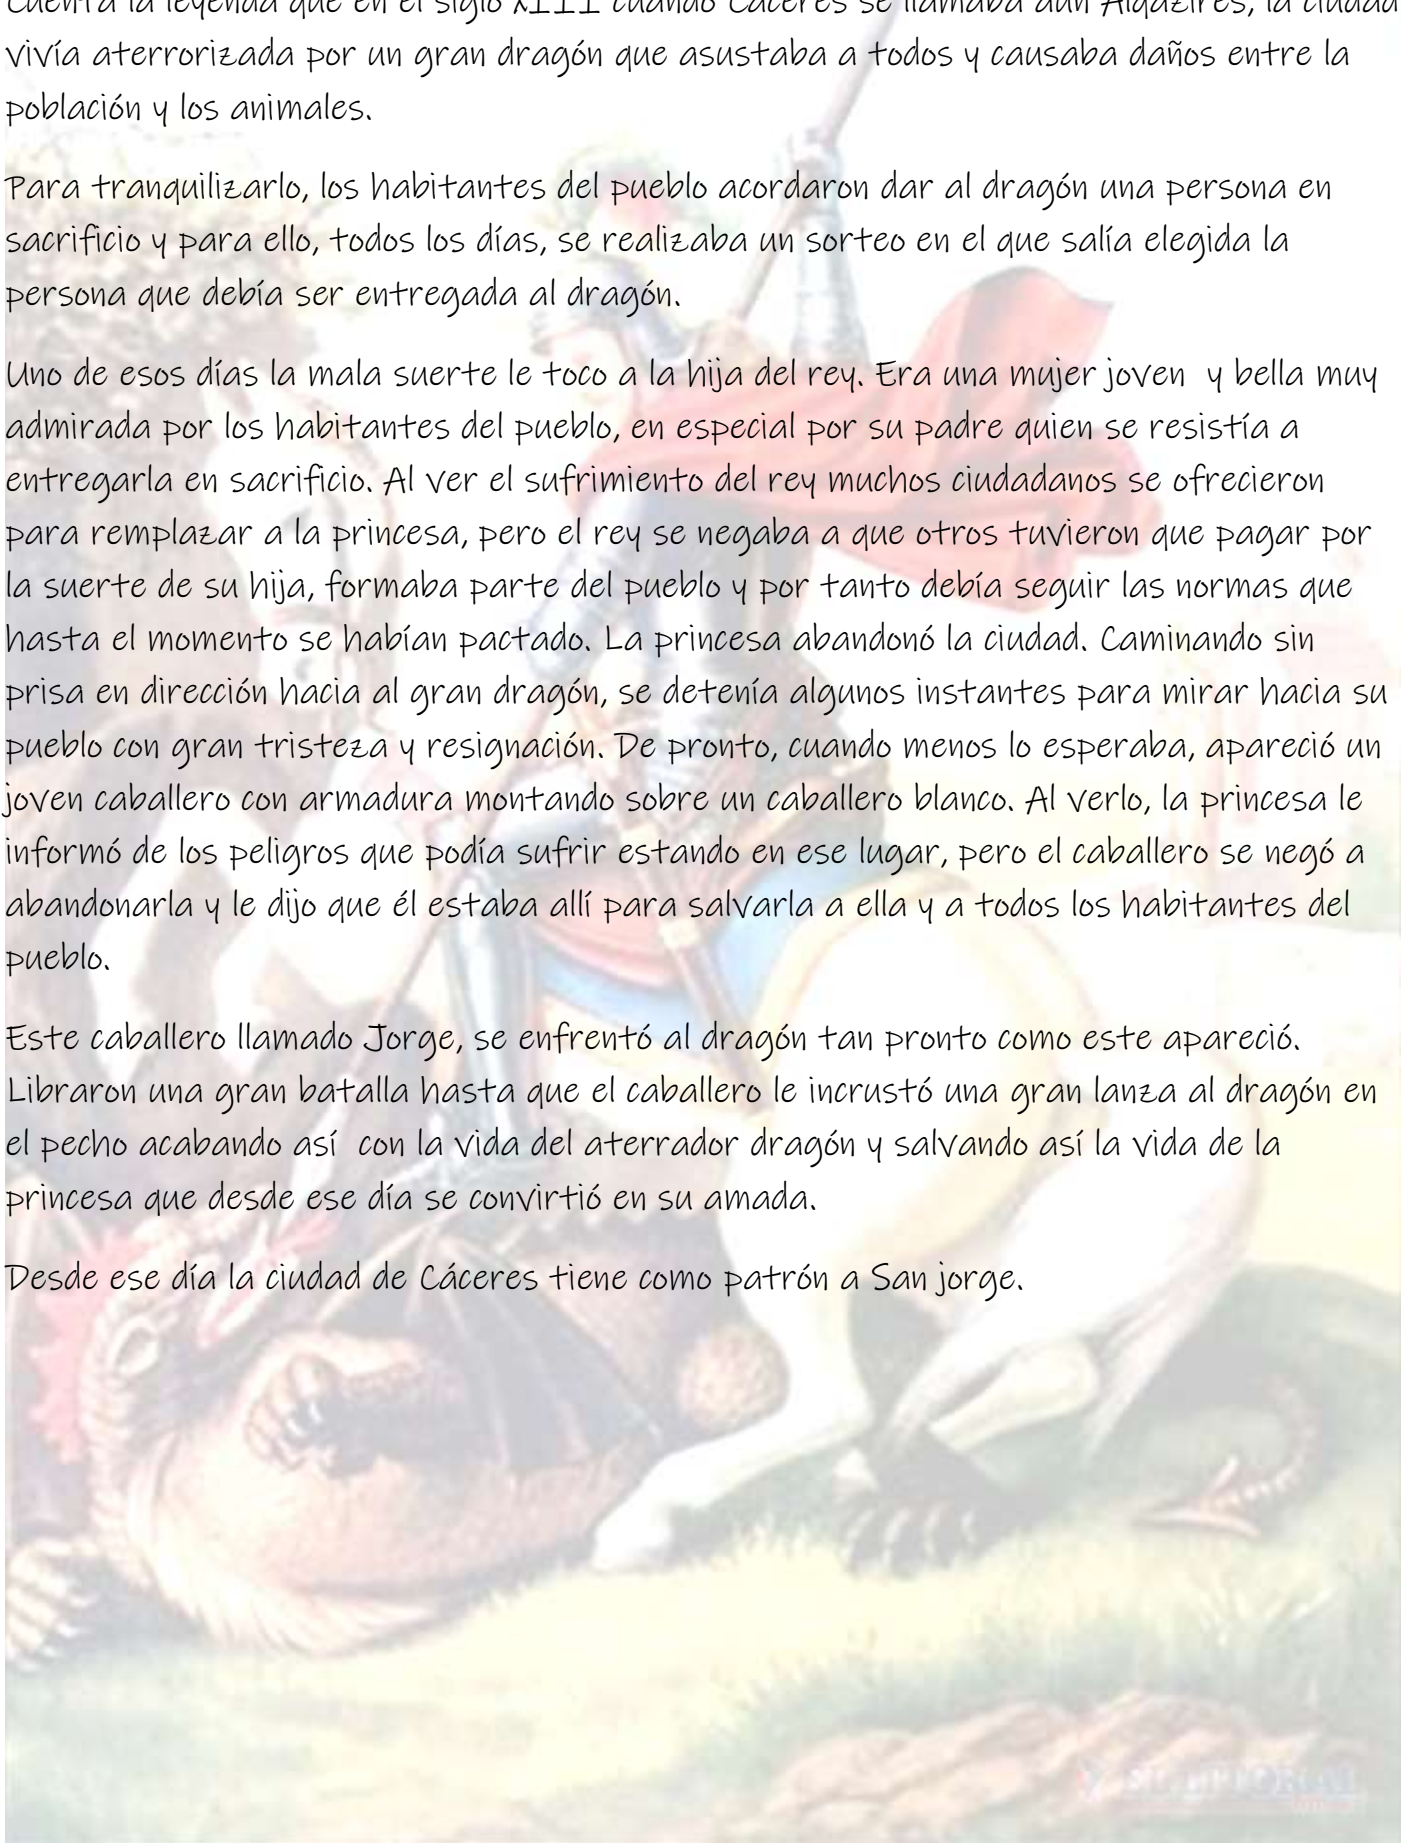 Cuenta la leyenda que en el siglo XIII cuando Cáceres se llamaba aún Alqázires, la ciudad
vivía aterrorizada por un gran dragón que asustaba a todos y causaba daños entre la
población y los animales.
Para tranquilizarlo, los habitantes del pueblo acordaron dar al dragón una persona en
sacrificio y para ello, todos los días, se realizaba un sorteo en el que salía elegida la
persona que debía ser entregada al dragón.
Uno de esos días la mala suerte le toco a la hija del rey. Era una mujer joven y bella muy
admirada por los habitantes del pueblo, en especial por su padre quien se resistía a
entregarla en sacrificio. Al ver el sufrimiento del rey muchos ciudadanos se ofrecieron
para remplazar a la princesa, pero el rey se negaba a que otros tuvieron que pagar por
la suerte de su hija, formaba parte del pueblo y por tanto debía seguir las normas que
hasta el momento se habían pactado. La princesa abandonó la ciudad. Caminando sin
prisa en dirección hacia al gran dragón, se detenía algunos instantes para mirar hacia su
pueblo con gran tristeza y resignación. De pronto, cuando menos lo esperaba, apareció un
joven caballero con armadura montando sobre un caballero blanco. Al verlo, la princesa le
informó de los peligros que podía sufrir estando en ese lugar, pero el caballero se negó a
abandonarla y le dijo que él estaba allí para salvarla a ella y a todos los habitantes del
pueblo.
Este caballero llamado Jorge, se enfrentó al dragón tan pronto como este apareció.
Libraron una gran batalla hasta que el caballero le incrustó una gran lanza al dragón en
el pecho acabando así con la vida del aterrador dragón y salvando así la vida de la
princesa que desde ese día se convirtió en su amada.
Desde ese día la ciudad de Cáceres tiene como patrón a San jorge.